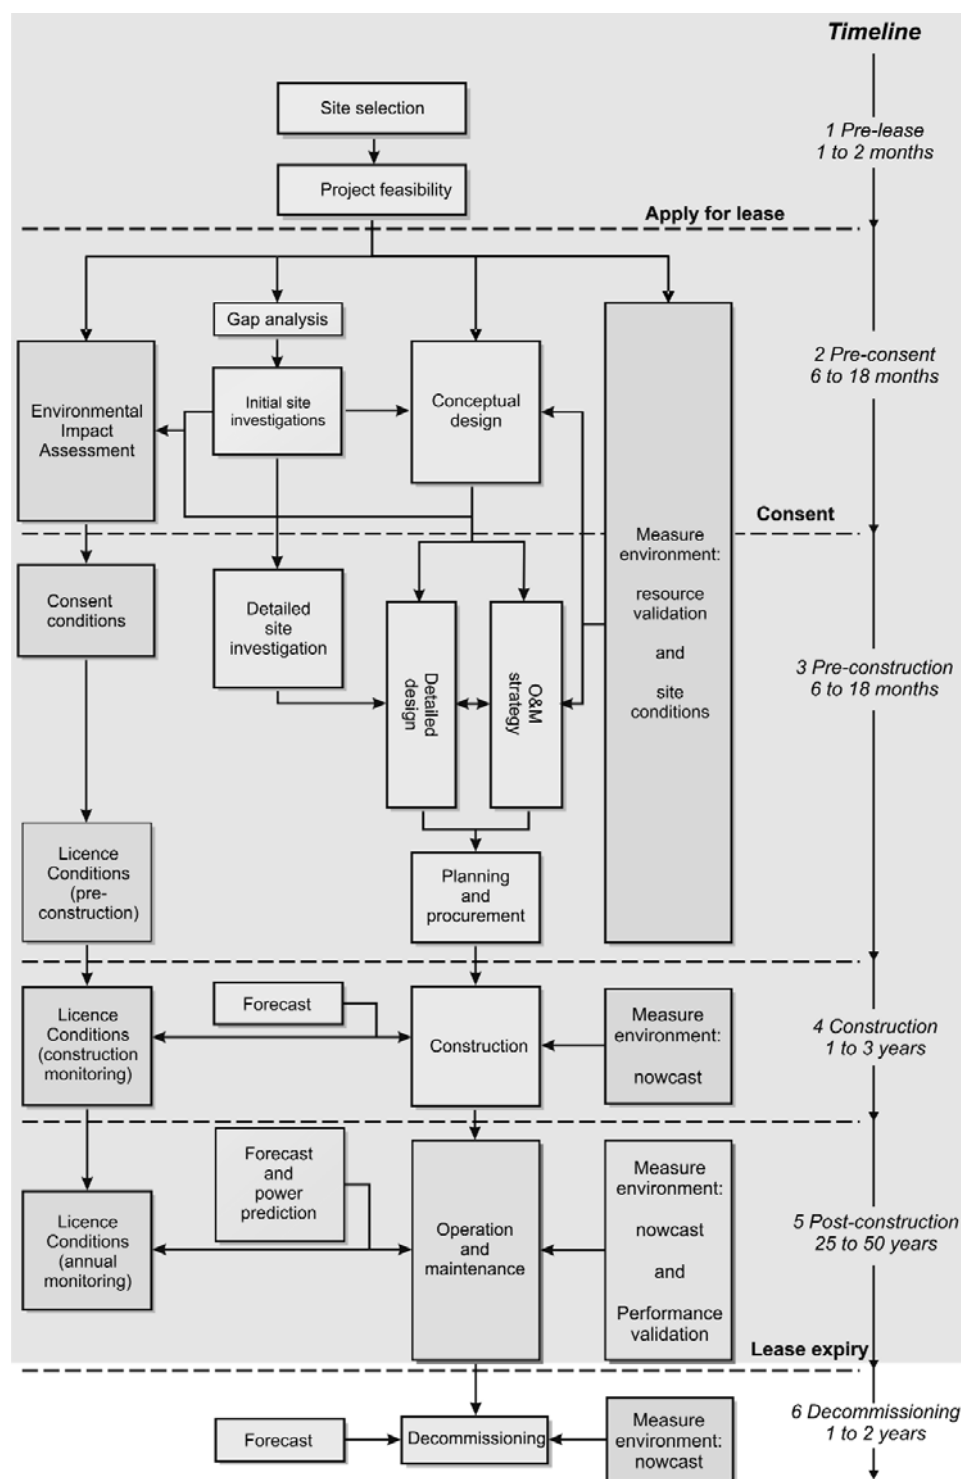 Timeline
Site selection
1 Pre-lease
1 to 2 months
Project feasibility
Apply for lease
Gap analysis
2 Pre-consent
6 to 18 months
Environmental
Impact
Assessment
Initial site
investigations
Conceptual
design
Consent
Measure
environment:
resource
validation
and
site
conditions
Consent
conditions
Detailed
site
investigation
Detailed
design
O&M
strategy
3 Pre-construction
6 to 18 months
Licence
Conditions
(pre-
construction)
Planning
and
procurement
Licence
Conditions
(construction
monitoring)
Forecast
Construction
Measure
environment:
nowcast
4 Construction
1 to 3 years
Forecast
and
power
prediction
Licence
Conditions
(annual
monitoring)
Operation
and
maintenance
Measure
environment:
nowcast
and
Performance
validation
5 Post-construction
25 to 50 years
Lease expiry
Forecast
Decommissioning
Measure
environment:
nowcast
6 Decommissioning
1 to 2 years